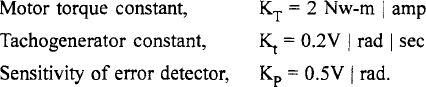 Motor torque constant, K_T = 2 Nw-m | amp
Tachogenerator constant, K_t = 0.2V | rad | sec
Sensitivity of error detector, K_P = 0.5V | rad.